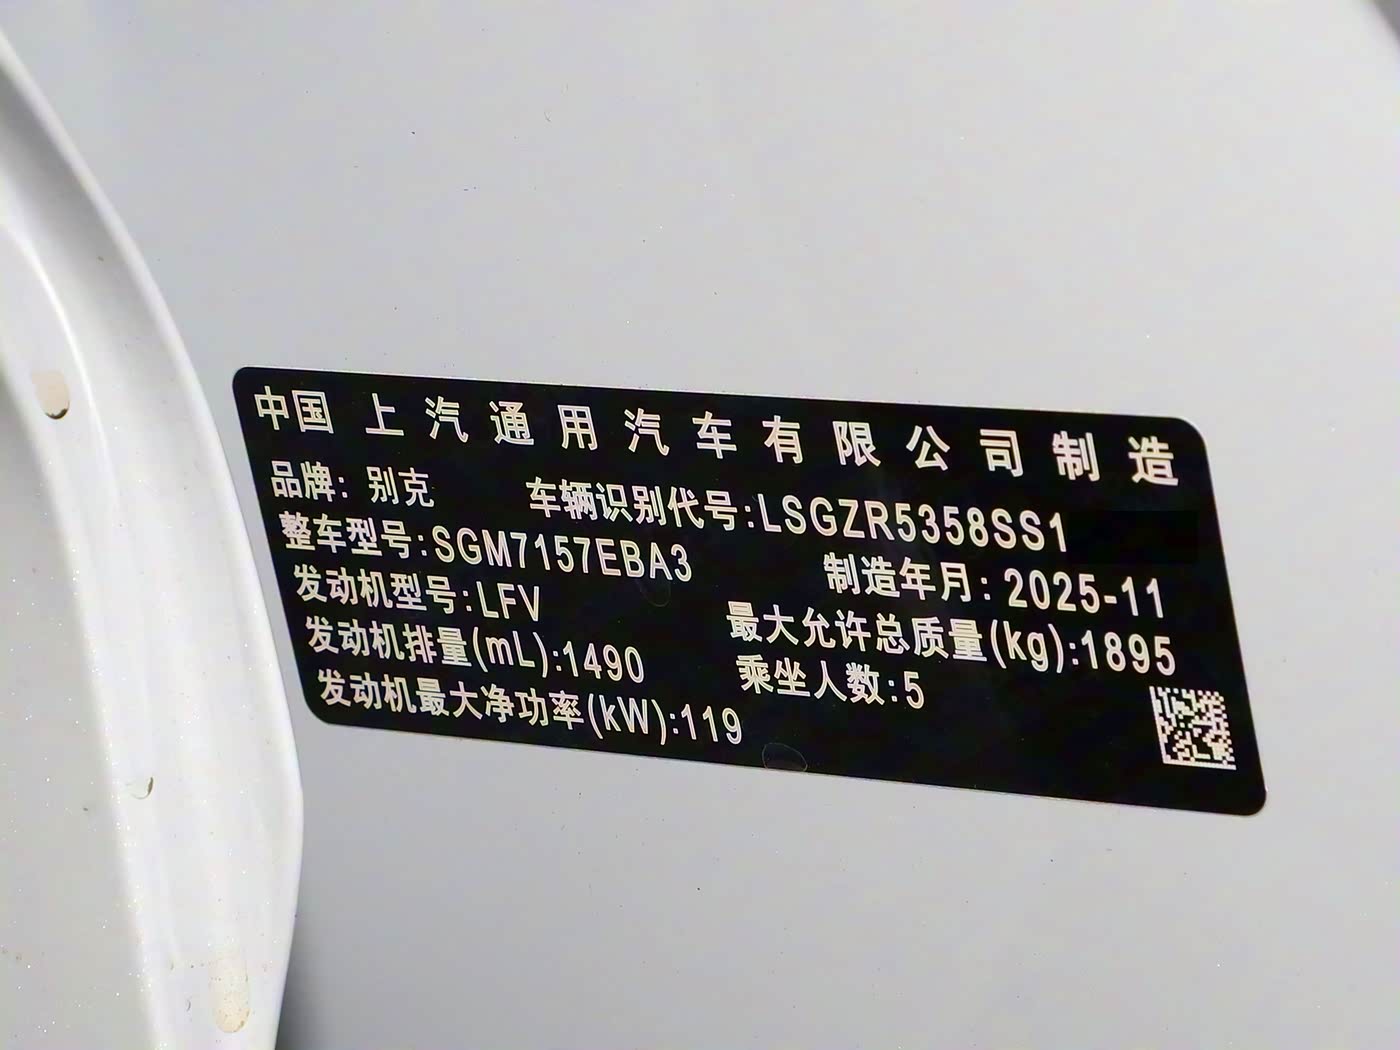 中国 上汽通用汽车有限公司制造
品牌: 别克 车辆识别代号:LSGZR5358SS1
整车型号:SGM7157EBA3 制造年月: 2025-11
发动机型号:LFV 最大允许总质量(kg):1895
发动机排量(mL):1490 乘坐人数:5
发动机最大净功率(kW):119